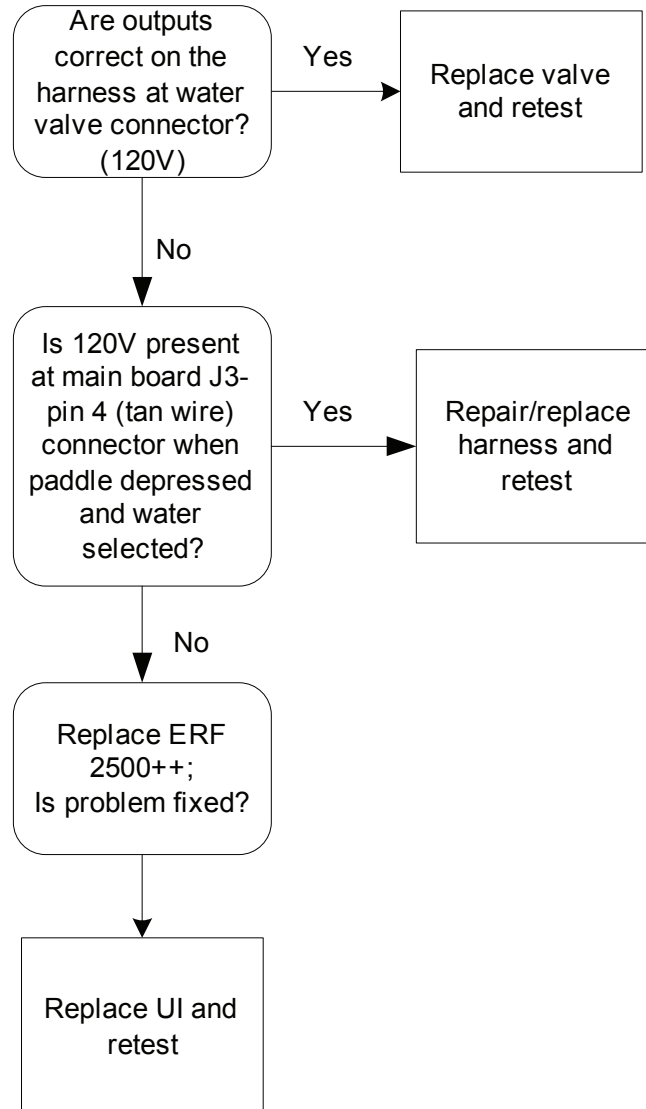 Are outputs
correct on the
harness at water
valve connector?
(120V)
Yes
Replace valve
and retest
No
Is 120V present
at main board J3-
pin 4 (tan wire)
connector when
paddle depressed
and water
selected?
Yes
Repair/replace
harness and
retest
No
Replace ERF
2500++;
Is problem fixed?
Replace UI and
retest